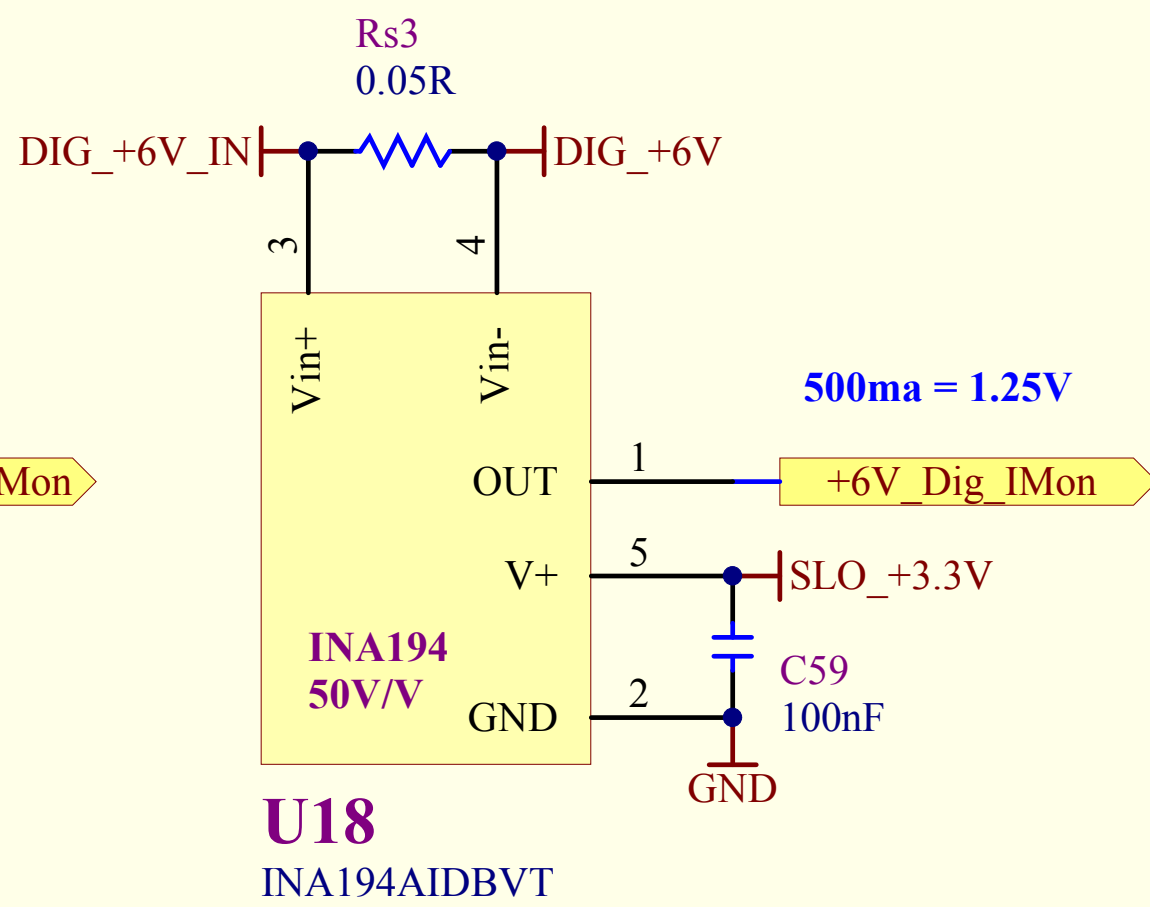 Rs3
0.05R
DIG_+6V_IN
DIG_+6V
3
4
Vin+
Vin-
500ma = 1.25V
Mon
OUT
1
+6V_Dig_IMon
V+
5
SLO_+3.3V
INA194
50V/V
GND
2
C59
100nF
GND
U18
INA194AIDBVT